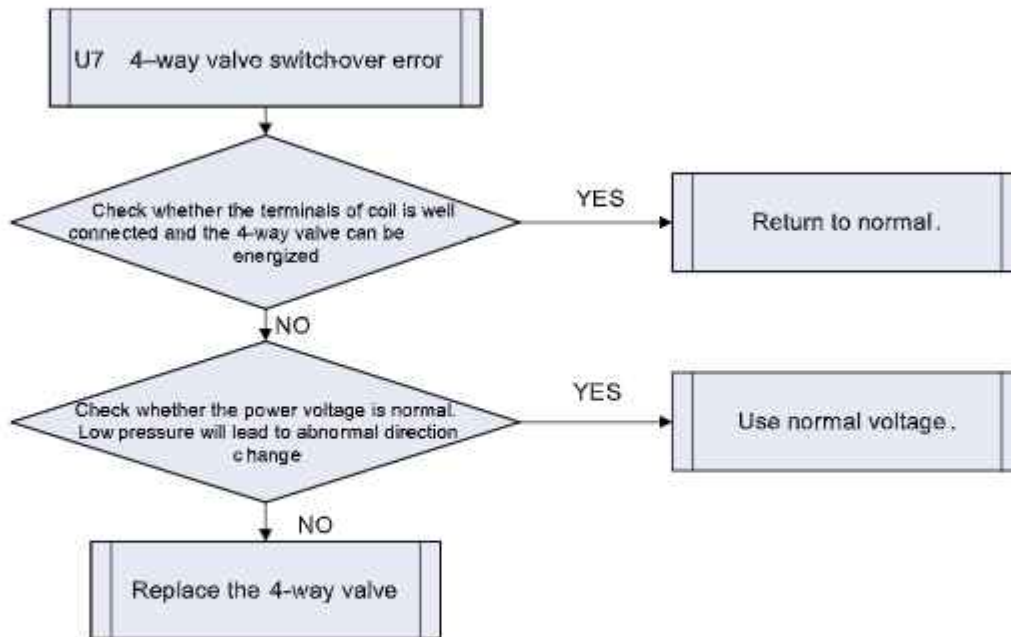 U7 4–way valve switchover error
Check whether the terminals of coil is well
connected and the 4-way valve can be
energized
YES
Return to normal.
NO
Check whether the power voltage is normal.
Low pressure will lead to abnormal direction
change
YES
Use normal voltage.
NO
Replace the 4-way valve